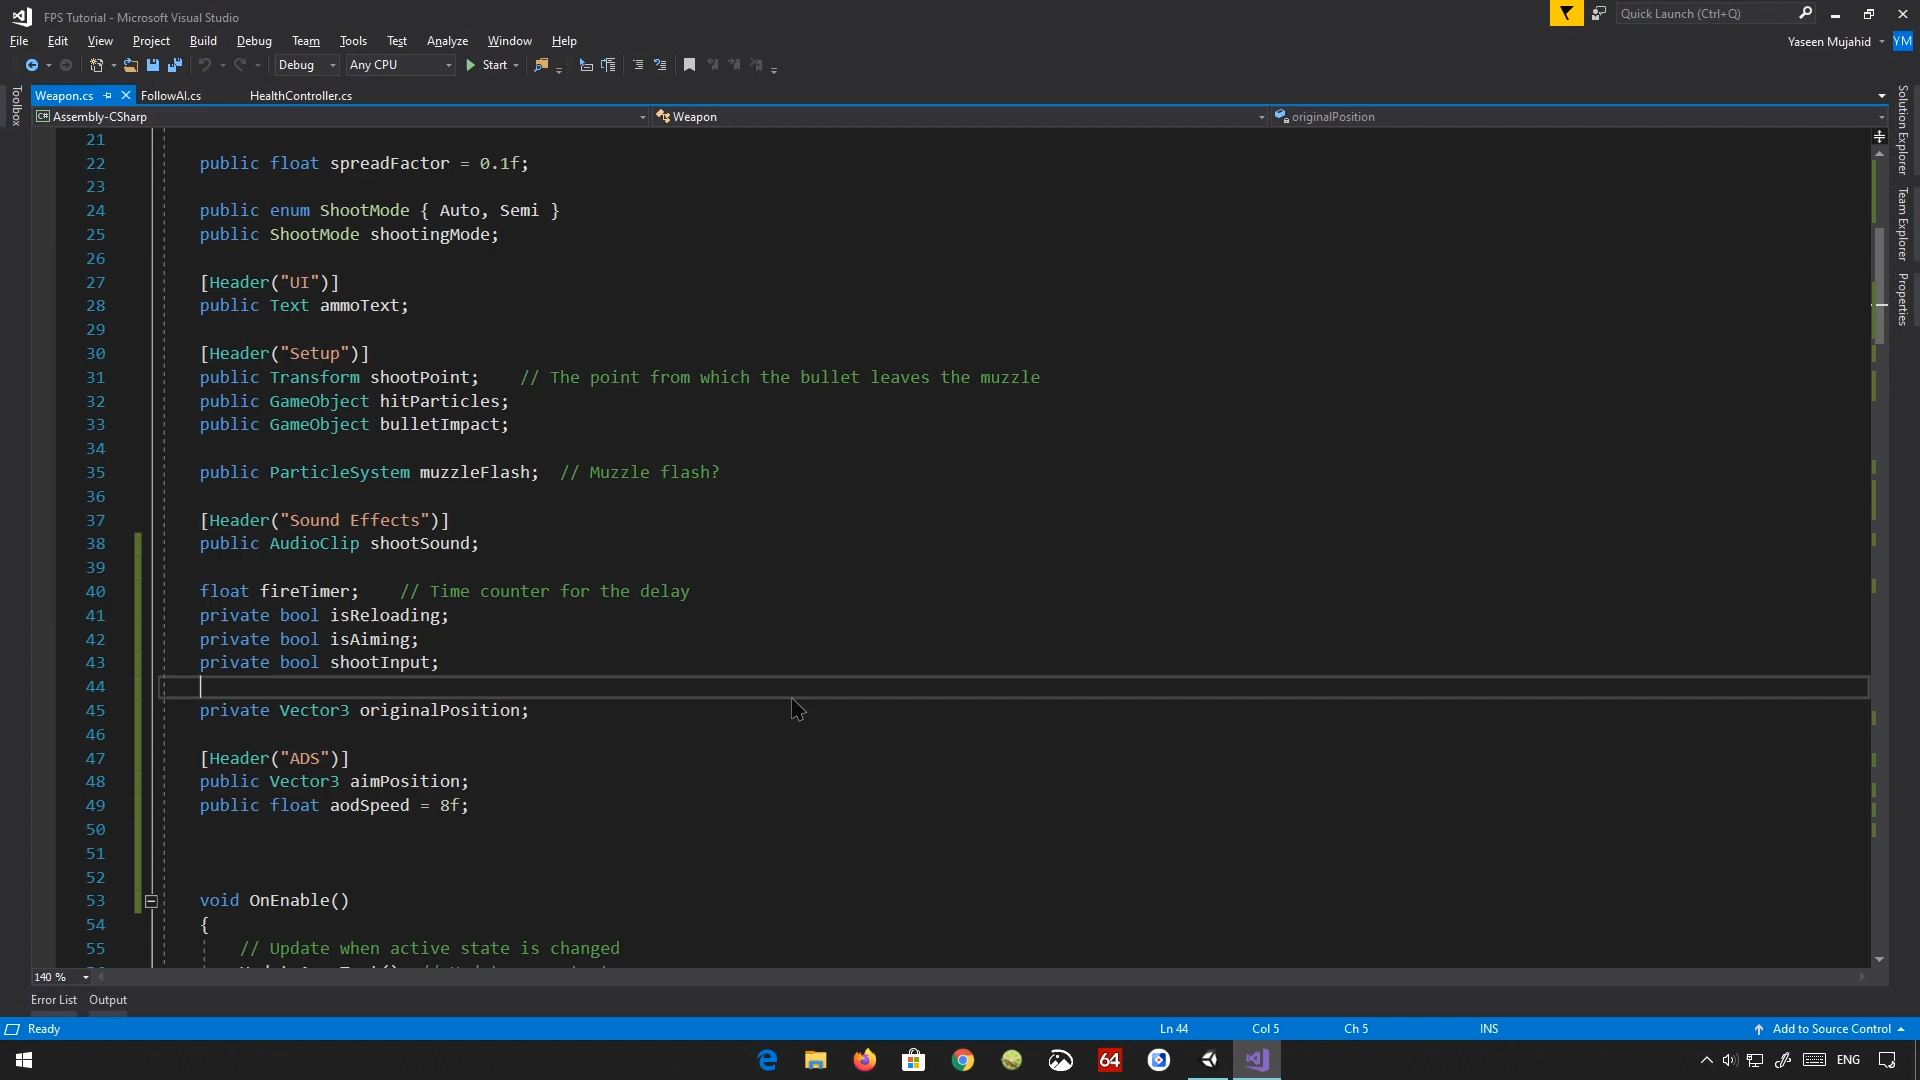 FPS Tutorial - Microsoft Visual Studio
Quick Launch (Ctrl+Q)
File Edit View Project Build Debug Team Tools Test Analyze Window Help
Yaseen Mujahid YM
Debug Any CPU Start
Weapon.cs FollowAI.cs HealthController.cs
Assembly-CSharp Weapon originalPosition
Toolbox
Solution Explorer
Team Explorer
Properties
21
22 public float spreadFactor = 0.1f;
23
24 public enum ShootMode { Auto, Semi }
25 public ShootMode shootingMode;
26
27 [Header("UI")]
28 public Text ammoText;
29
30 [Header("Setup")]
31 public Transform shootPoint; // The point from which the bullet leaves the muzzle
32 public GameObject hitParticles;
33 public GameObject bulletImpact;
34
35 public ParticleSystem muzzleFlash; // Muzzle flash?
36
37 [Header("Sound Effects")]
38 public AudioClip shootSound;
39
40 float fireTimer; // Time counter for the delay
41 private bool isReloading;
42 private bool isAiming;
43 private bool shootInput;
44
45 private Vector3 originalPosition;
46
47 [Header("ADS")]
48 public Vector3 aimPosition;
49 public float aodSpeed = 8f;
50
51
52
53 void OnEnable()
54 {
55 // Update when active state is changed
140 %
Error List Output
Ready Ln 44 Col 5 Ch 5 INS Add to Source Control
64 ENG